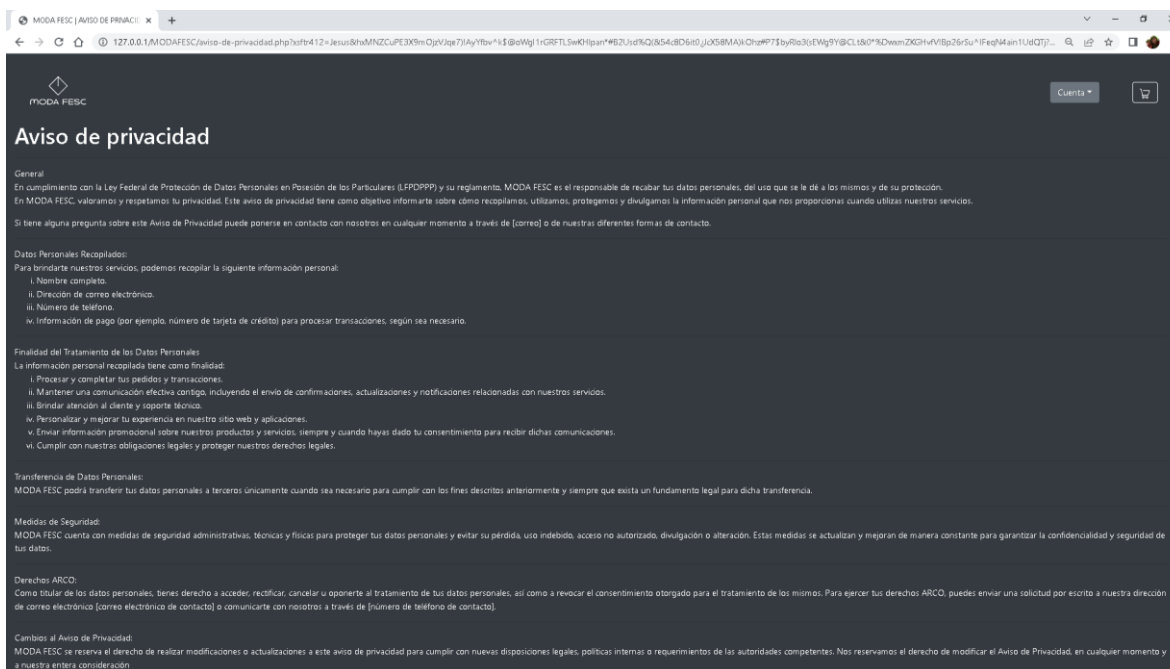 MODA FESC | AVISO DE PRIVACI
MODA FESC
Cuenta
Aviso de privacidad
General
En cumplimiento con la Ley Federal de Protección de Datos Personales en Posesión de los Particulares (LFPDPPP) y su reglamento, MODA FESC es el responsable de recabar tus datos personales, del uso que se le dé a los mismos y de su protección.
En MODA FESC, valoramos y respetamos tu privacidad. Este aviso de privacidad tiene como objetivo informarte sobre cómo recopilamos, utilizamos, protegemos y divulgamos la información personal que nos proporcionas cuando utilizas nuestros servicios.
Si tiene alguna pregunta sobre este Aviso de Privacidad puede ponerse en contacto con nosotros en cualquier momento a través de [correo] o de nuestras diferentes formas de contacto.
Datos Personales Recopilados:
Para brindarte nuestros servicios, podemos recopilar la siguiente información personal:
i. Nombre completo.
ii. Dirección de correo electrónico.
iii. Número de teléfono.
iv. Información de pago (por ejemplo, número de tarjeta de crédito) para procesar transacciones, según sea necesario.
Finalidad del Tratamiento de los Datos Personales
La información personal recopilada tiene como finalidad:
i. Procesar y completar tus pedidos y transacciones.
ii. Mantener una comunicación efectiva contigo, incluyendo el envío de confirmaciones, actualizaciones y notificaciones relacionadas con nuestros servicios.
iii. Brindar atención al cliente y soporte técnico.
iv. Personalizar y mejorar tu experiencia en nuestro sitio web y aplicaciones.
v. Enviar información promocional sobre nuestros productos y servicios, siempre y cuando hayas dado tu consentimiento para recibir dichas comunicaciones.
vi. Cumplir con nuestras obligaciones legales y proteger nuestros derechos legales.
Transferencia de Datos Personales:
MODA FESC podrá transferir tus datos personales a terceros únicamente cuando sea necesario para cumplir con los fines descritos anteriormente y siempre que exista un fundamento legal para dicha transferencia.
Medidas de Seguridad:
MODA FESC cuenta con medidas de seguridad administrativas, técnicas y físicas para proteger tus datos personales y evitar su pérdida, uso indebido, acceso no autorizado, divulgación o alteración. Estas medidas se actualizan y mejoran de manera constante para garantizar la confidencialidad y seguridad de
tus datos.
Derechos ARCO:
Como titular de los datos personales, tienes derecho a acceder, rectificar, cancelar u oponerte al tratamiento de tus datos personales, así como a revocar el consentimiento otorgado para el tratamiento de los mismos. Para ejercer tus derechos ARCO, puedes enviar una solicitud por escrito a nuestra dirección
de correo electrónico [correo electrónico de contacto] o comunicarte con nosotros a través de [número de teléfono de contacto].
Cambios al Aviso de Privacidad:
MODA FESC se reserva el derecho de realizar modificaciones o actualizaciones a este aviso de privacidad para cumplir con nuevas disposiciones legales, políticas internas o requerimientos de las autoridades competentes. Nos reservamos el derecho de modificar el Aviso de Privacidad, en cualquier momento y
a nuestra entera consideración